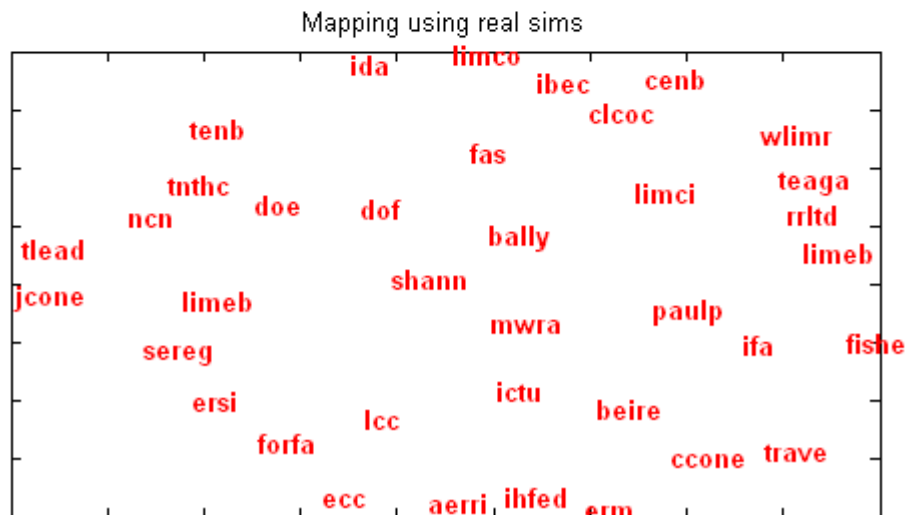 Mapping using real sims
limco
ida
ibec
cenb
clcoc
tenb
wlimr
fas
tnthc
teaga
limci
doe
dof
ncn
rrltd
bally
tlead
limeb
shann
jcone
limeb
paulp
mwra
sereg
ifa
fishe
ictu
ersi
beire
lcc
forfa
trave
ccone
ecc
ihfed
aerri
erm